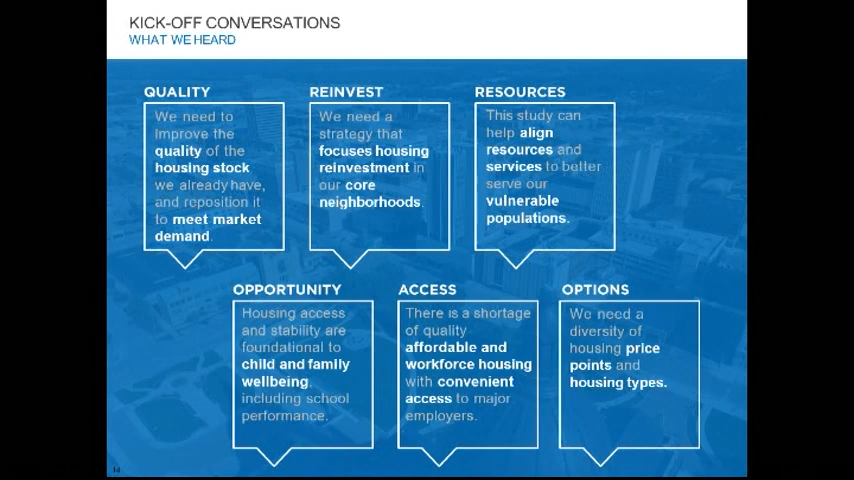 KICK-OFF CONVERSATIONS
WHAT WE HEARD
QUALITY
We need to
improve the
quality of the
housing stock
we already have,
and reposition it
to meet market
demand.
REINVEST
We need a
strategy that
focuses housing
reinvestment in
our core
neighborhoods.
RESOURCES
This study can
help align
resources and
services to better
serve our
vulnerable
populations.
OPPORTUNITY
Housing access
and stability are
foundational to
child and family
wellbeing,
including school
performance.
ACCESS
There is a shortage
of quality
affordable and
workforce housing
with convenient
access to major
employers.
OPTIONS
We need a
diversity of
housing price
points and
housing types.
14